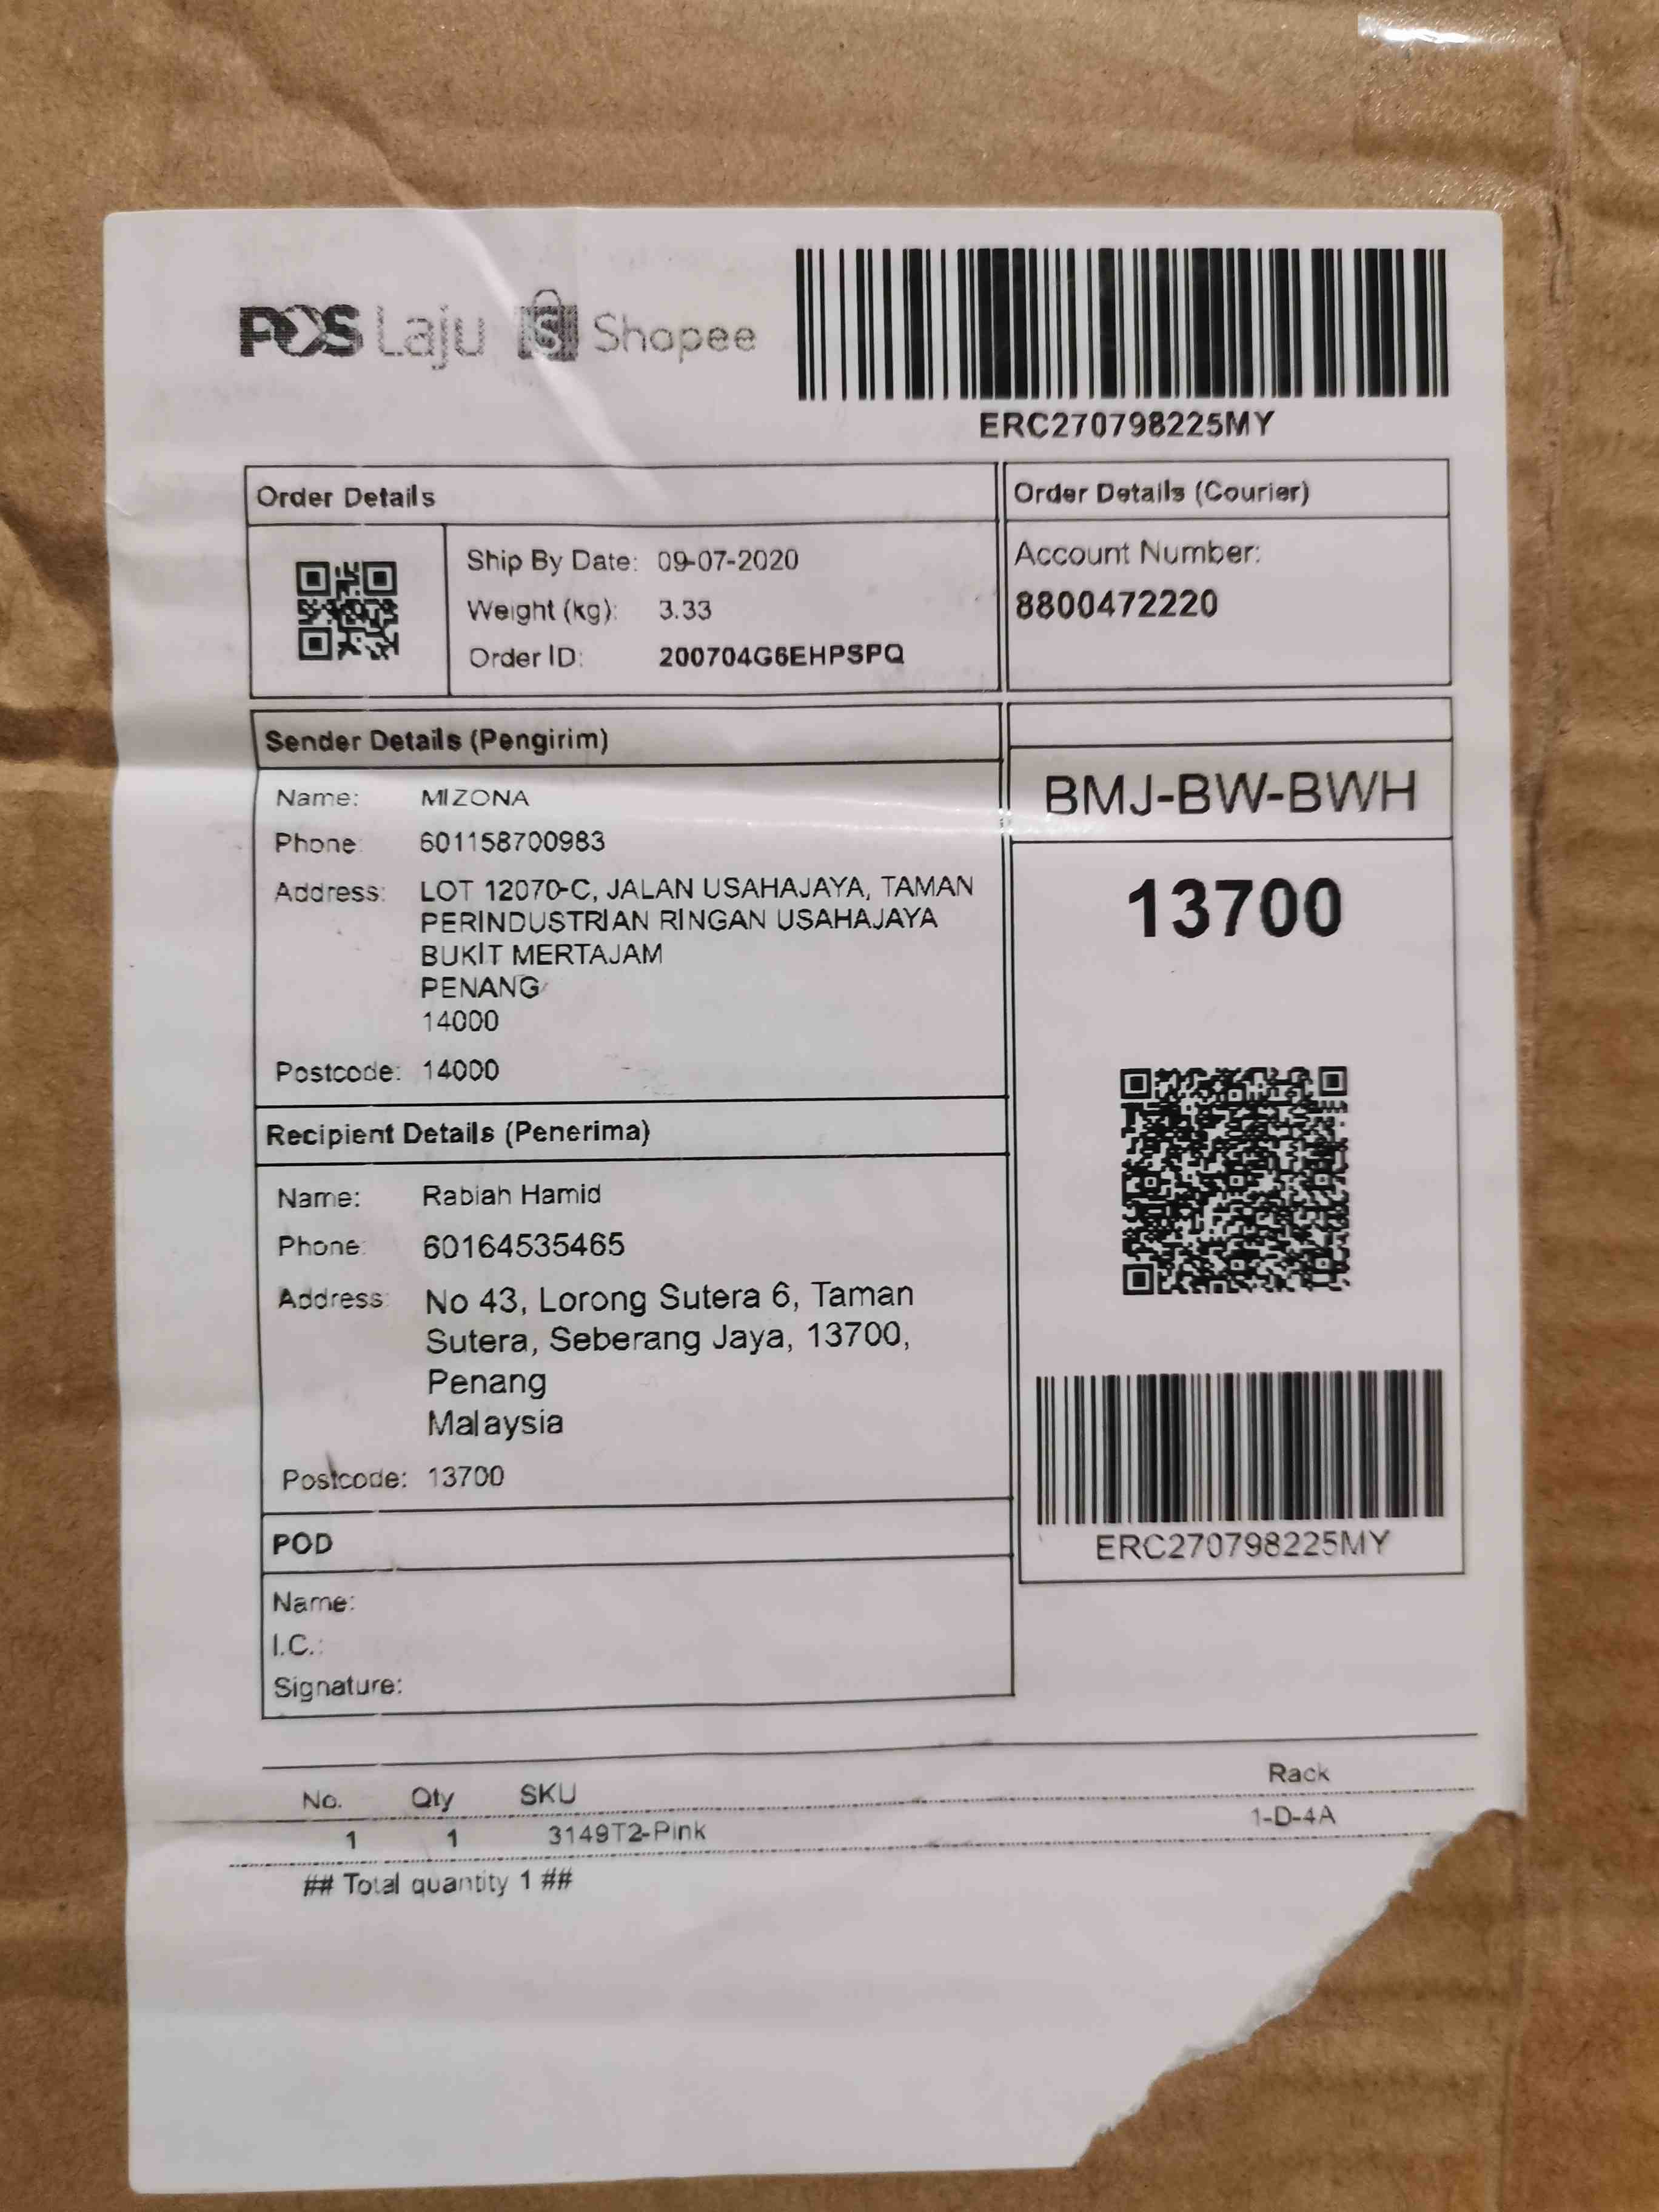 POS Laju Shopee
ERC270798225MY
Order Details
Order Details (Courier)
Ship By Date: 09-07-2020
Weight (kg): 3.33
Order ID: 200704G6EHPSPQ
Account Number:
8800472220
Sender Details (Pengirim)
Name: MIZONA
Phone: 601158700983
Address: LOT 12070-C, JALAN USAHAJAYA, TAMAN
PERINDUSTRIAN RINGAN USAHAJAYA
BUKIT MERTAJAM
PENANG
14000
Postcode: 14000
BMJ-BW-BWH
13700
Recipient Details (Penerima)
Name: Rabiah Hamid
Phone: 60164535465
Address: No 43, Lorong Sutera 6, Taman
Sutera, Seberang Jaya, 13700,
Penang
Malaysia
Postcode: 13700
ERC270798225MY
POD
Name:
I.C.:
Signature:
No. Qty SKU Rack
1 1 3149T2-Pink 1-D-4A
## Total quantity 1 ##